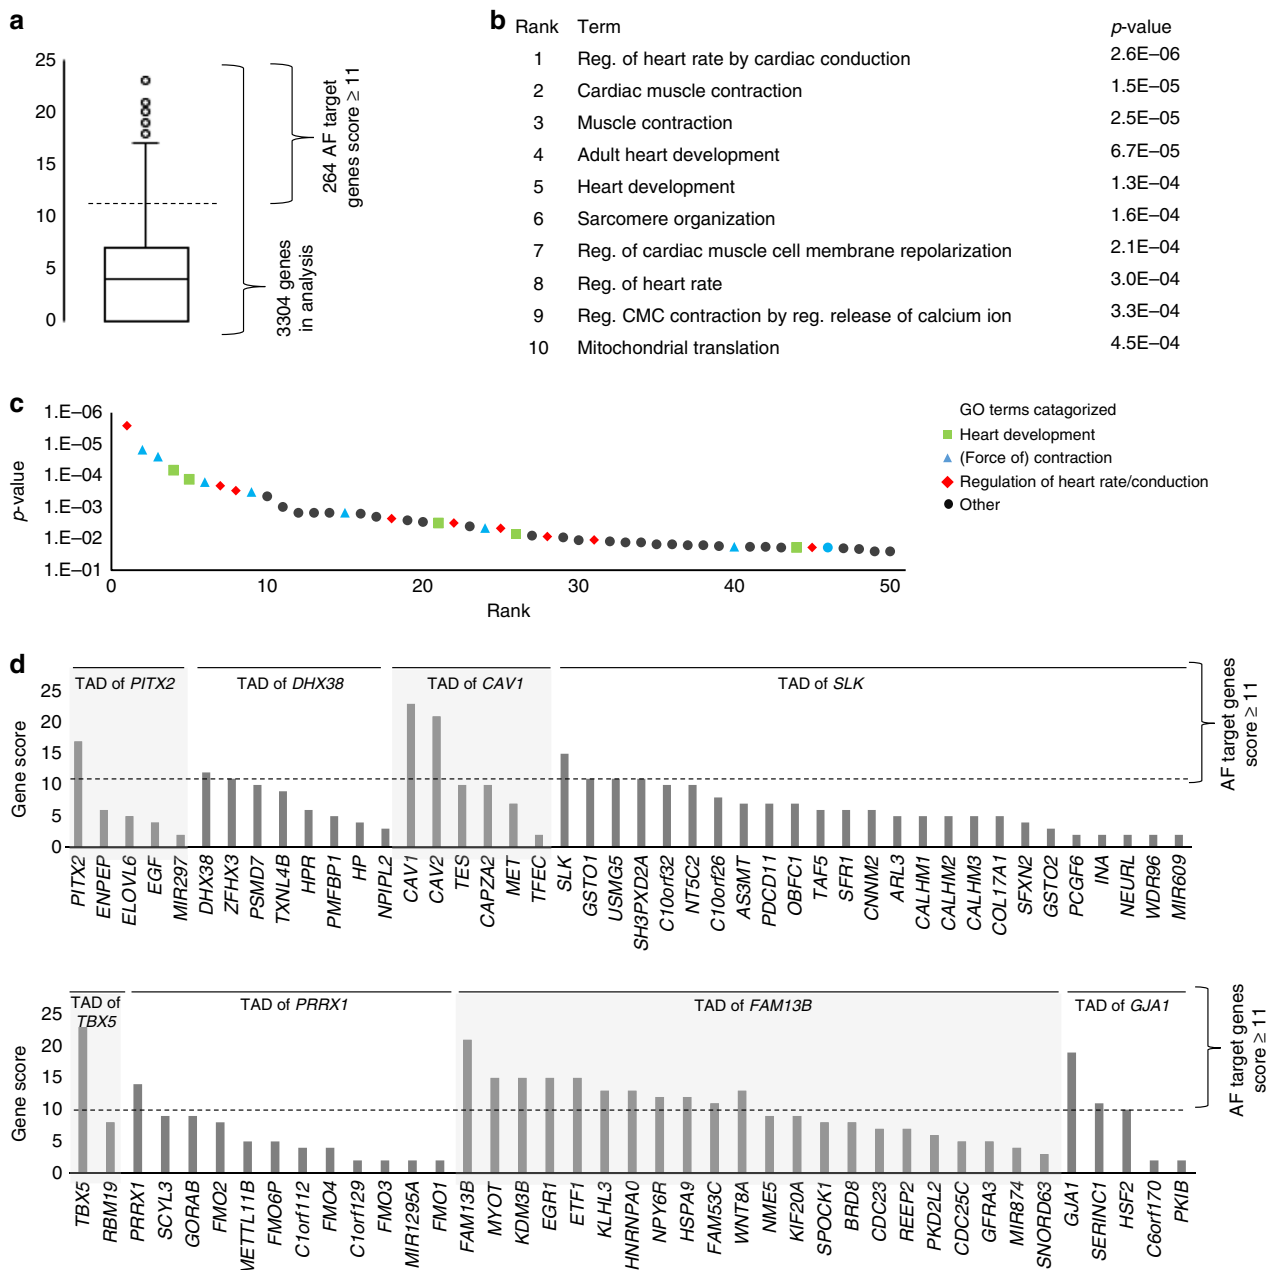 a
25
20
15
10
5
0
264 AF target
genes score ≥ 11
3304 genes
in analysis
b
Rank Term p-value
1 Reg. of heart rate by cardiac conduction 2.6E–06
2 Cardiac muscle contraction 1.5E–05
3 Muscle contraction 2.5E–05
4 Adult heart development 6.7E–05
5 Heart development 1.3E–04
6 Sarcomere organization 1.6E–04
7 Reg. of cardiac muscle cell membrane repolarization 2.1E–04
8 Reg. of heart rate 3.0E–04
9 Reg. CMC contraction by reg. release of calcium ion 3.3E–04
10 Mitochondrial translation 4.5E–04
c
p-value
1.E–06
1.E–05
1.E–04
1.E–03
1.E–02
1.E–01
0 10 20 30 40 50
Rank
GO terms catagorized
Heart development
(Force of) contraction
Regulation of heart rate/conduction
Other
d
TAD of PITX2 TAD of DHX38 TAD of CAV1 TAD of SLK
AF target genes
score ≥ 11
Gene score
25
20
15
10
5
0
PITX2 ENPEP ELOVL6 EGF MIR297 DHX38 ZFHX3 PSMD7 TXNL4B HPR PMFBP1 HP NPIPL2 CAV1 CAV2 TES CAPZA2 MET TFEC SLK GSTO1 USMG5 SH3PXD2A C10orf32 NT5C2 C10orf26 AS3MT PDCD11 OBFC1 TAF5 SFR1 CNNM2 ARL3 CALHM1 CALHM2 CALHM3 COL17A1 SFXN2 GSTO2 PCGF6 INA NEURL WDR96 MIR609
TAD of
TBX5
TAD of PRRX1 TAD of FAM13B TAD of GJA1
AF target genes
score ≥ 11
Gene score
25
20
15
10
5
0
TBX5 RBM19 PRRX1 SCYL3 GORAB FMO2 METTL11B FMO6P C1orf112 FMO4 C1orf129 FMO3 MIR1295A FMO1 FAM13B MYOT KDM3B EGR1 ETF1 KLHL3 HNRNPA0 NPY6R HSPA9 FAM53C WNT8A NME5 KIF20A SPOCK1 BRD8 CDC23 REEP2 PKD2L2 CDC25C GFRA3 MIR874 SNORD63 GJA1 SERINC1 HSF2 C6orf170 PKIB